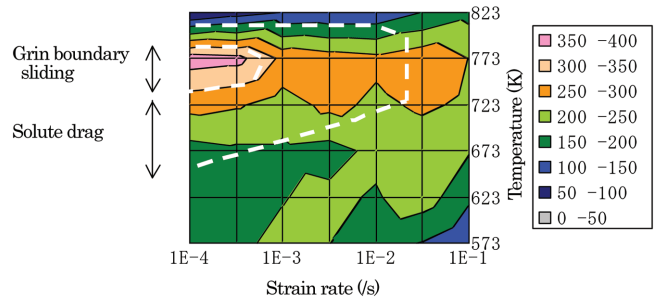 Grin boundary
sliding
Solute drag
823
773
723
673
623
573
Temperature (K)
1E-4
1E-3
1E-2
1E-1
Strain rate (/s)
350 -400
300 -350
250 -300
200 -250
150 -200
100 -150
50 -100
0 -50